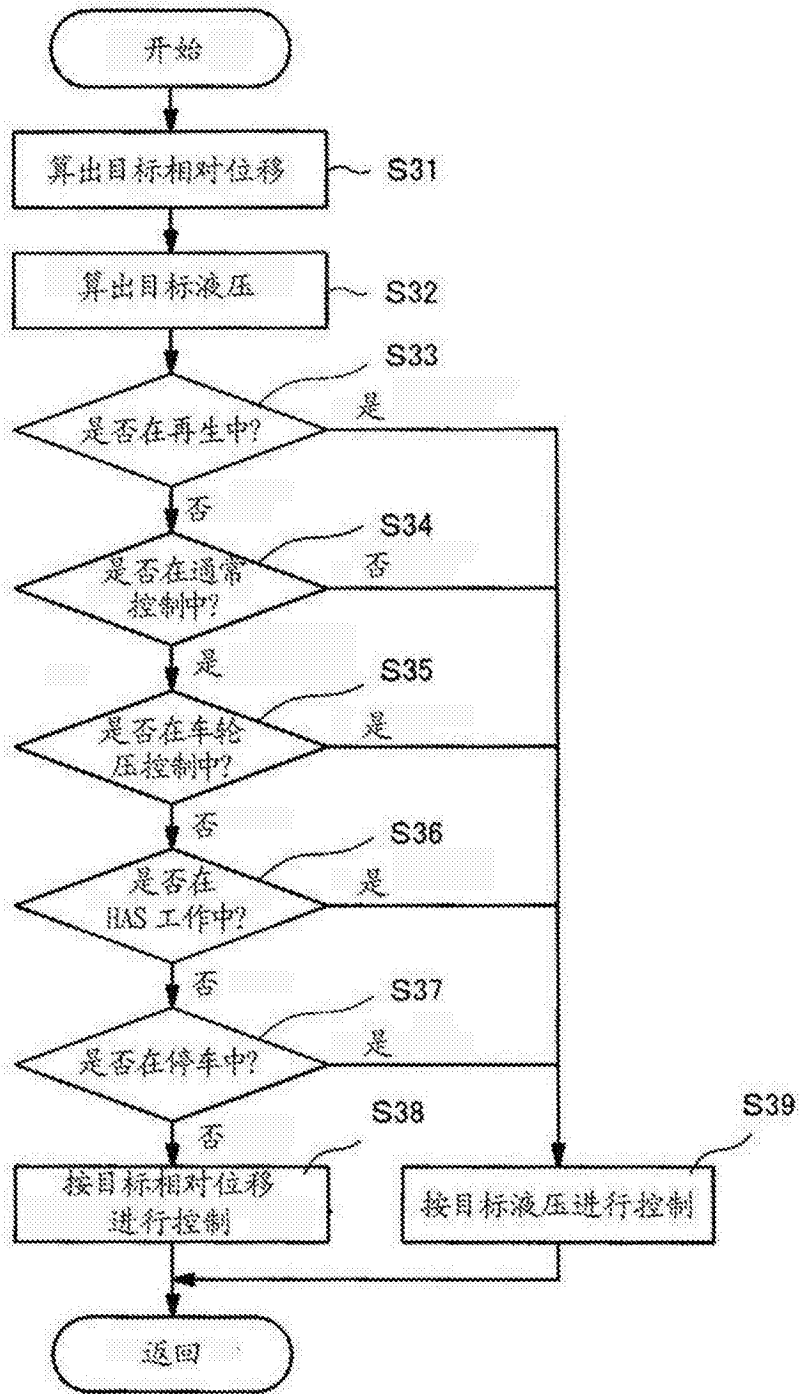 开始
算出目标相对位移
S31
算出目标液压
S32
S33
是否在再生中?
是
否
S34
是否在通常
控制中?
否
是
S35
是否在车轮
压控制中?
是
否
S36
是否在
HAS 工作中?
是
否
S37
是否在停车中?
是
否
S38
按目标相对位移
进行控制
S39
按目标液压进行控制
返回